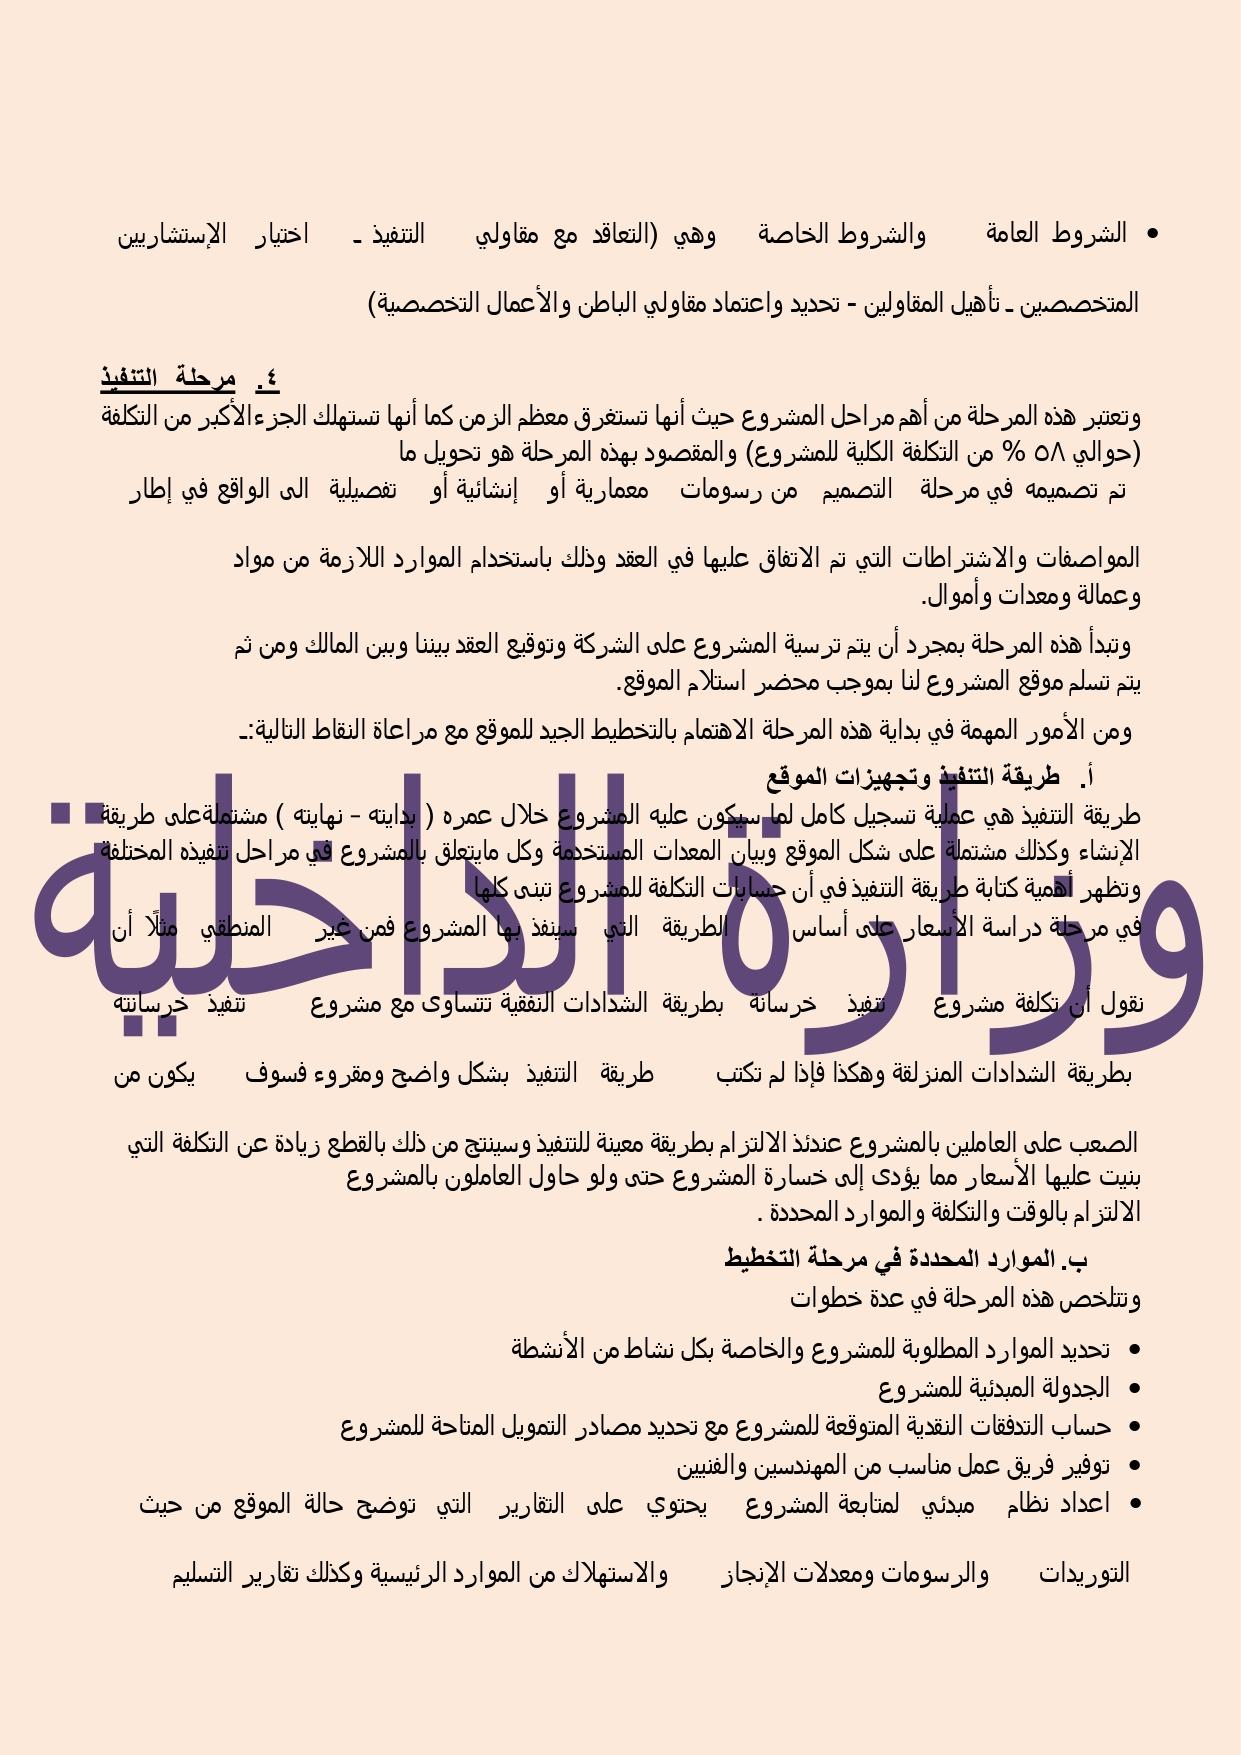 • الشروط العامة والشروط الخاصة وهي (التعاقد مع مقاولي التنفيذ ـ اختيار الإستشاريين
المتخصصين ـ تأهيل المقاولين - تحديد واعتماد مقاولي الباطن والأعمال التخصصية)
٤. مرحلة التنفيذ
وتعتبر هذه المرحلة من أهم مراحل المشروع حيث أنها تستغرق معظم الزمن كما أنها تستهلك الجزء الأكبر من التكلفة
(حوالي ٥٨ % من التكلفة الكلية للمشروع) والمقصود بهذه المرحلة هو تحويل ما
تم تصميمه في مرحلة التصميم من رسومات معمارية أو إنشائية أو تفصيلية الى الواقع في إطار
المواصفات والاشتراطات التي تم الاتفاق عليها في العقد وذلك باستخدام الموارد اللازمة من مواد
وعمالة ومعدات وأموال.
وتبدأ هذه المرحلة بمجرد أن يتم ترسية المشروع على الشركة وتوقيع العقد بيننا وبين المالك ومن ثم
يتم تسلم موقع المشروع لنا بموجب محضر استلام الموقع.
ومن الأمور المهمة في بداية هذه المرحلة الاهتمام بالتخطيط الجيد للموقع مع مراعاة النقاط التالية:ـ
أ. طريقة التنفيذ وتجهيزات الموقع
طريقة التنفيذ هي عملية تسجيل كامل لما سيكون عليه المشروع خلال عمره ( بدايته – نهايته ) مشتملة على طريقة
الإنشاء وكذلك مشتملة على شكل الموقع وبيان المعدات المستخدمة وكل مايتعلق بالمشروع في مراحل تنفيذه المختلفة
وتظهر أهمية كتابة طريقة التنفيذ في أن حسابات التكلفة للمشروع تبنى كلها
في مرحلة دراسة الأسعار على أساس الطريقة التي سينفذ بها المشروع فمن غير المنطقي مثلًا أن
وزارة الداخلية
نقول أن تكلفة مشروع تنفيذ خرسانة بطريقة الشدادات النفقية تتساوى مع مشروع تنفيذ خرسانته
بطريقة الشدادات المنزلقة وهكذا فإذا لم تكتب طريقة التنفيذ بشكل واضح ومقروء فسوف يكون من
الصعب على العاملين بالمشروع عندئذ الالتزام بطريقة معينة للتنفيذ وسينتج من ذلك بالقطع زيادة عن التكلفة التي
بنيت عليها الأسعار مما يؤدى إلى خسارة المشروع حتى ولو حاول العاملون بالمشروع
الالتزام بالوقت والتكلفة والموارد المحددة .
ب. الموارد المحددة في مرحلة التخطيط
وتتلخص هذه المرحلة في عدة خطوات
• تحديد الموارد المطلوبة للمشروع والخاصة بكل نشاط من الأنشطة
• الجدولة المبدئية للمشروع
• حساب التدفقات النقدية المتوقعة للمشروع مع تحديد مصادر التمويل المتاحة للمشروع
• توفير فريق عمل مناسب من المهندسين والفنيين
• اعداد نظام مبدئي لمتابعة المشروع يحتوي على التقارير التي توضح حالة الموقع من حيث
التوريدات والرسومات ومعدلات الإنجاز والاستهلاك من الموارد الرئيسية وكذلك تقارير التسليم